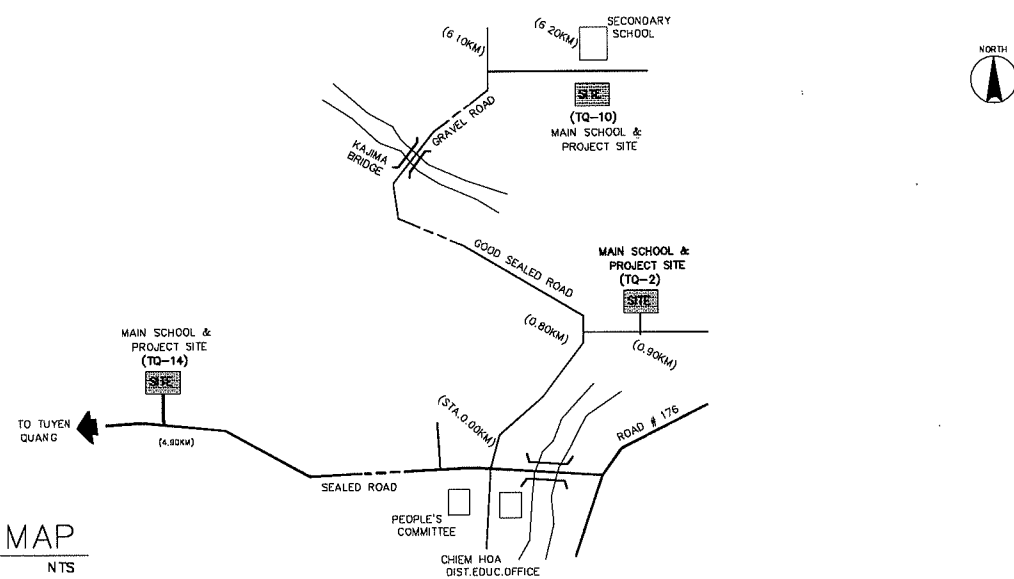 (6 10KM)
(6 20KM)
SECONDARY
SCHOOL
NORTH
SITE
(TQ-10)
MAIN SCHOOL &
PROJECT SITE
GRAVEL ROAD
KAJIMA
BRIDGE
GOOD SEALED ROAD
MAIN SCHOOL &
PROJECT SITE
(TQ-2)
SITE
(0.80KM)
(0.90KM)
MAIN SCHOOL &
PROJECT SITE
(TQ-14)
SITE
TO TUYEN
QUANG
(4.90KM)
(STA.0.00KM)
ROAD # 176
SEALED ROAD
PEOPLE'S
COMMITTEE
CHIEM HOA
DIST.EDUC.OFFICE
MAP
NTS